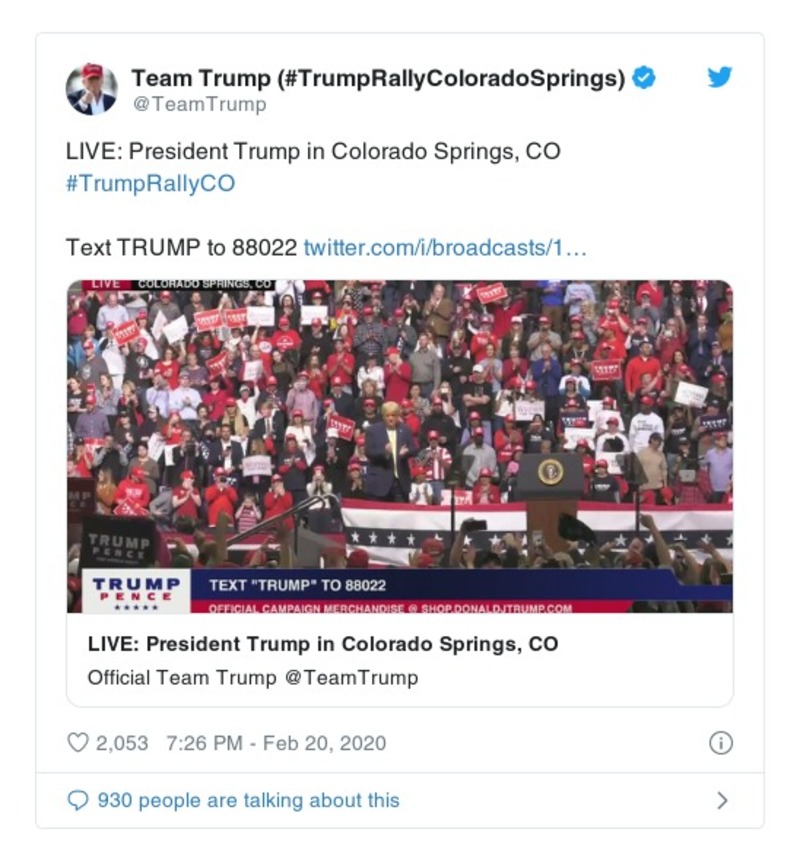 Team Trump (#TrumpRallyColoradoSprings)
@TeamTrump
LIVE: President Trump in Colorado Springs, CO
#TrumpRallyCO
Text TRUMP to 88022 twitter.com/i/broadcasts/1…
LIVE COLORADO SPRINGS, CO
TRUMP
PENCE
TRUMP
PENCE
TEXT "TRUMP" TO 88022
OFFICIAL CAMPAIGN MERCHANDISE @ SHOP.DONALDJTRUMP.COM
LIVE: President Trump in Colorado Springs, CO
Official Team Trump @TeamTrump
2,053 7:26 PM - Feb 20, 2020
930 people are talking about this